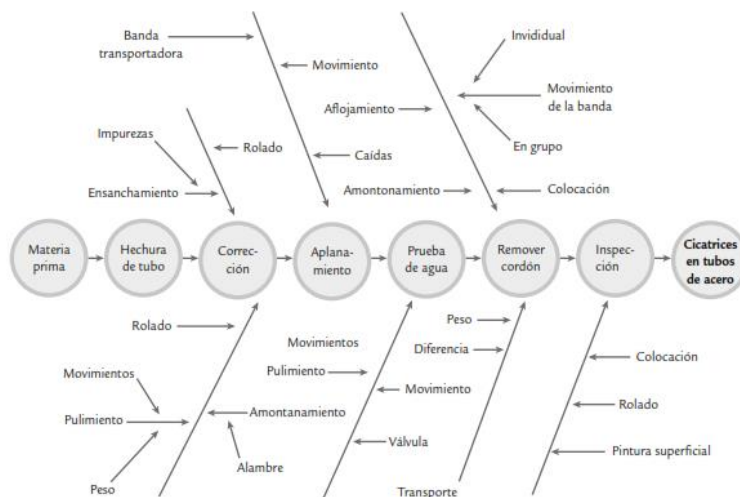 Banda
transportadora
Movimiento
Aflojamiento
Caídas
Amontonamiento
Invididual
Movimiento
de la banda
En grupo
Colocación
Impurezas
Rolado
Ensanchamiento
Materia
prima
Hechura
de tubo
Correc-
ción
Aplana-
miento
Prueba
de agua
Remover
cordón
Inspec-
ción
Cicatrices
en tubos
de acero
Rolado
Movimientos
Pulimiento
Peso
Amontanamiento
Alambre
Movimientos
Pulimiento
Movimiento
Válvula
Peso
Diferencia
Transporte
Colocación
Rolado
Pintura superficial